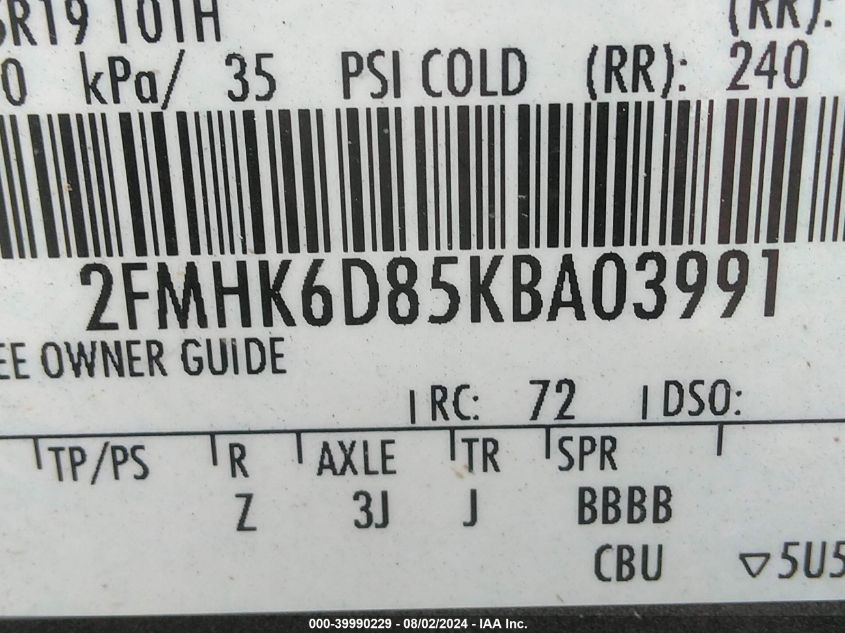 R19 101H (RR):
0 kPa/ 35 PSI COLD (RR): 240
2FMHK6D85KBA03991
EE OWNER GUIDE
RC: 72 DSO:
TP/PS R AXLE TR SPR
Z 3J J BBBB
CBU ▽5U5
000-39990229 - 08/02/2024 - IAA Inc.